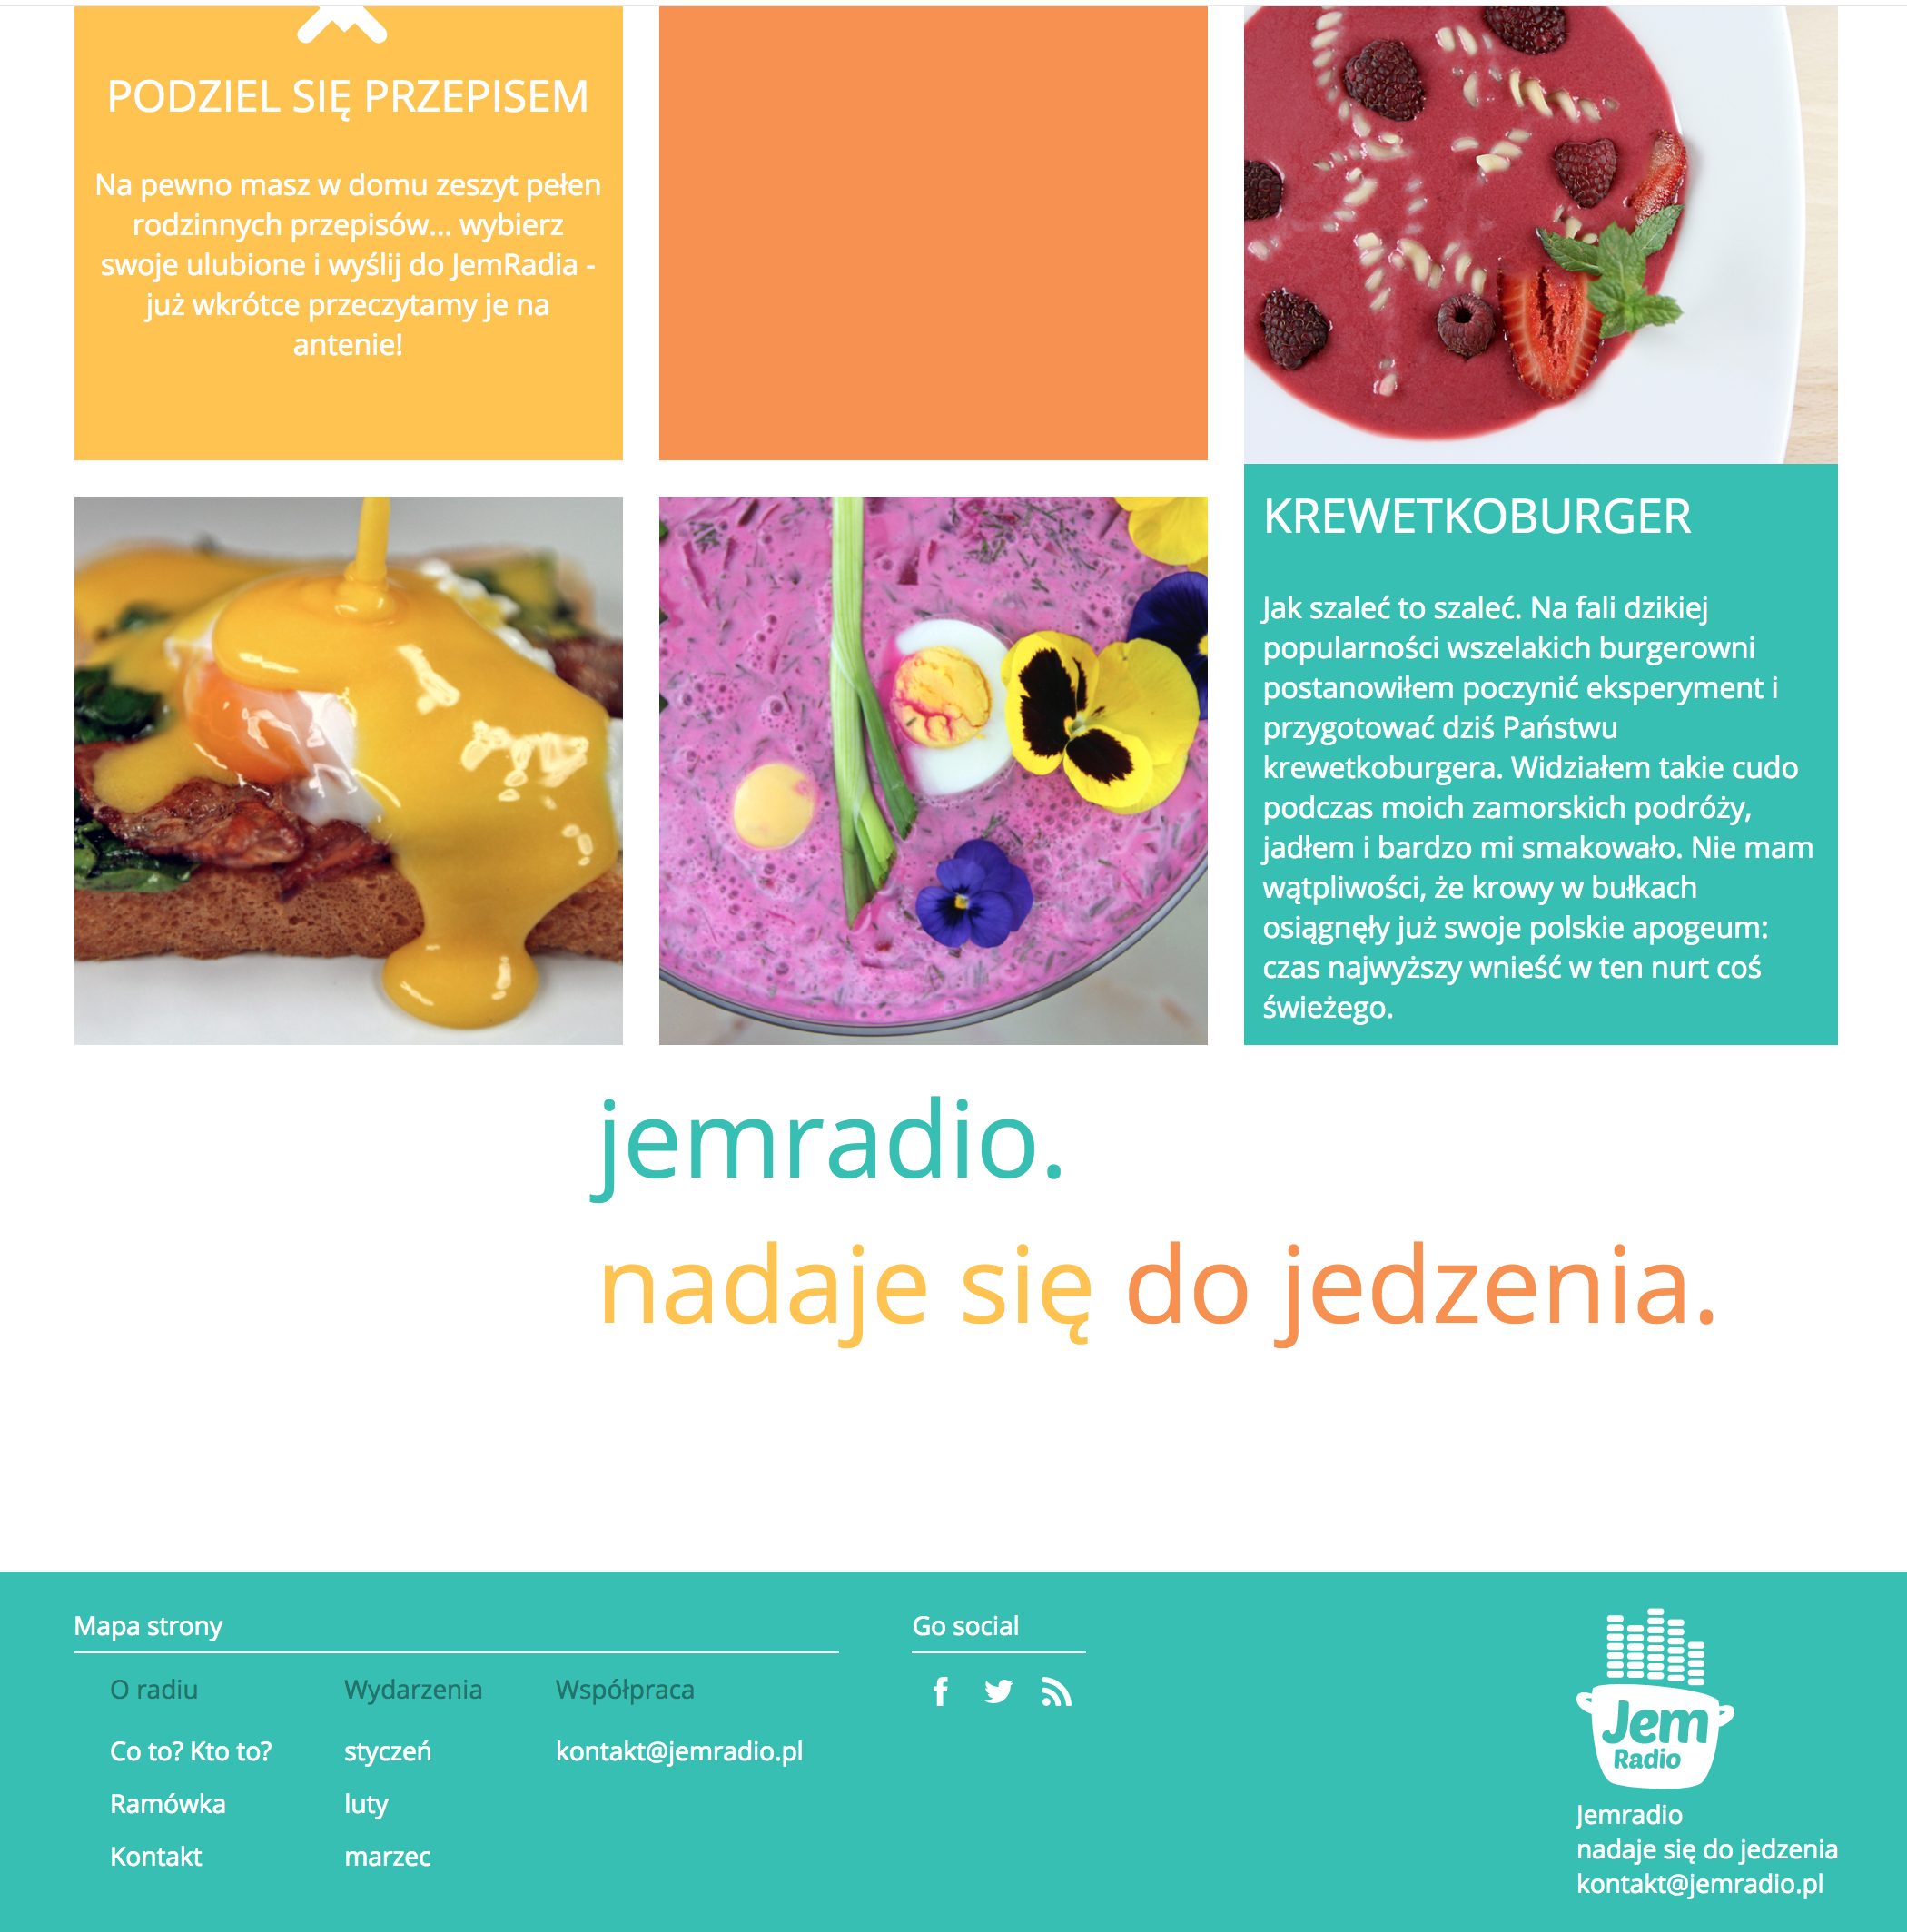 PODZIEL SIĘ PRZEPISEM
Na pewno masz w domu zeszyt pełen
rodzinnych przepisów... wybierz
swoje ulubione i wyślij do JemRadia -
już wkrótce przeczytamy je na
antenie!
KREWETKOBURGER
Jak szaleć to szaleć. Na fali dzikiej
popularności wszelakich burgerowni
postanowiłem poczynić eksperyment i
przygotować dziś Państwu
krewetkoburgera. Widziałem takie cudo
podczas moich zamorskich podróży,
jadłem i bardzo mi smakowało. Nie mam
wątpliwości, że krowy w bułkach
osiągnęły już swoje polskie apogeum:
czas najwyższy wnieść w ten nurt coś
świeżego.
jemradio.
nadaje się do jedzenia.
Mapa strony
O radiu
Co to? Kto to?
Ramówka
Kontakt
Wydarzenia
styczeń
luty
marzec
Współpraca
kontakt@jemradio.pl
Go social
Jem
Radio
Jemradio
nadaje się do jedzenia
kontakt@jemradio.pl